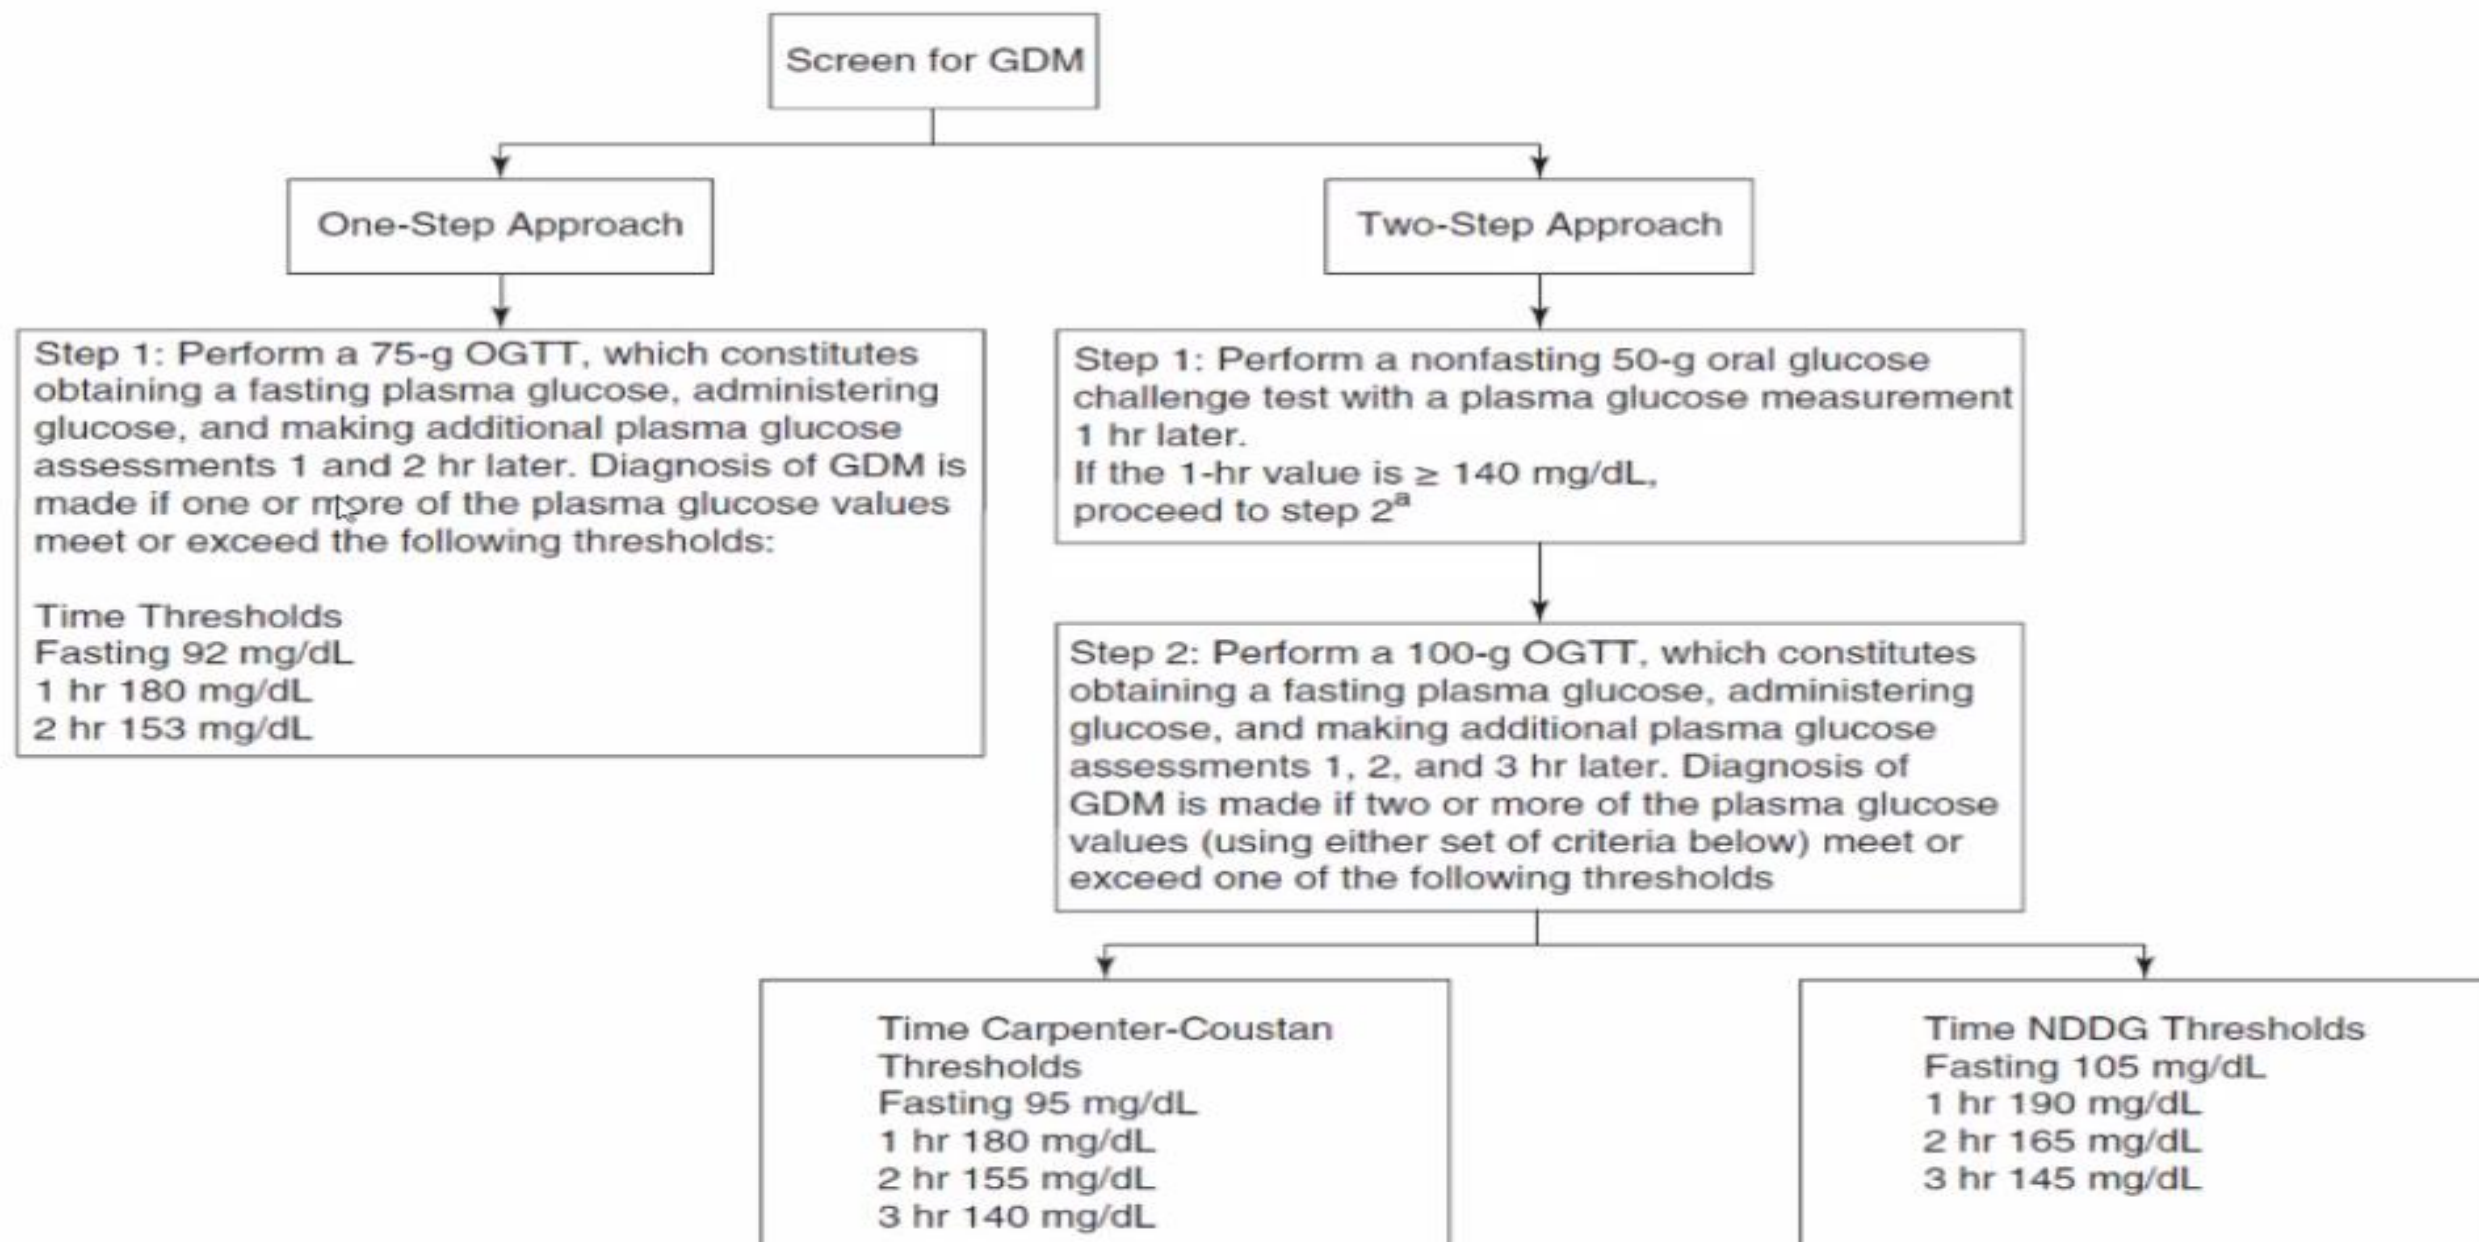 Screen for GDM
One-Step Approach
Two-Step Approach
Step 1: Perform a 75-g OGTT, which constitutes
obtaining a fasting plasma glucose, administering
glucose, and making additional plasma glucose
assessments 1 and 2 hr later. Diagnosis of GDM is
made if one or more of the plasma glucose values
meet or exceed the following thresholds:
Time Thresholds
Fasting 92 mg/dL
1 hr 180 mg/dL
2 hr 153 mg/dL
Step 1: Perform a nonfasting 50-g oral glucose
challenge test with a plasma glucose measurement
1 hr later.
If the 1-hr value is ≥ 140 mg/dL,
proceed to step 2ᵃ
Step 2: Perform a 100-g OGTT, which constitutes
obtaining a fasting plasma glucose, administering
glucose, and making additional plasma glucose
assessments 1, 2, and 3 hr later. Diagnosis of
GDM is made if two or more of the plasma glucose
values (using either set of criteria below) meet or
exceed one of the following thresholds
Time Carpenter-Coustan
Thresholds
Fasting 95 mg/dL
1 hr 180 mg/dL
2 hr 155 mg/dL
3 hr 140 mg/dL
Time NDDG Thresholds
Fasting 105 mg/dL
1 hr 190 mg/dL
2 hr 165 mg/dL
3 hr 145 mg/dL